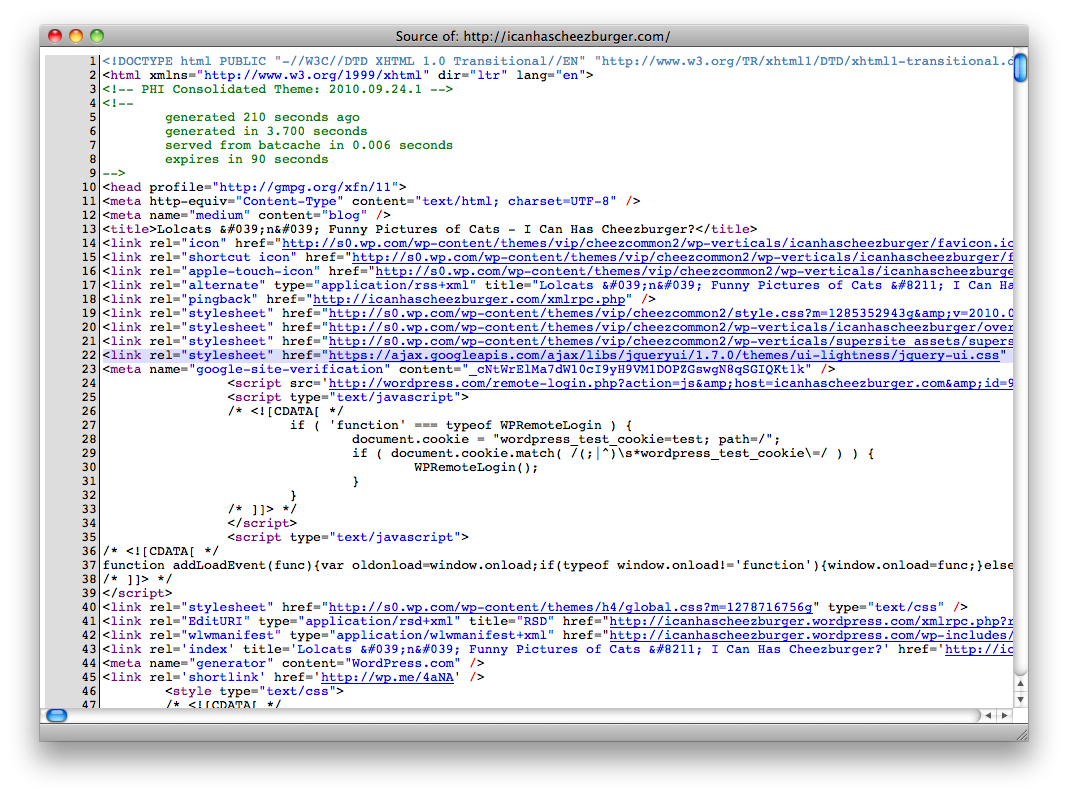 Source of: http://icanhascheezburger.com/
1 <!DOCTYPE html PUBLIC "-//W3C//DTD XHTML 1.0 Transitional//EN" "http://www.w3.org/TR/xhtml1/DTD/xhtml1-transitional.d
2 <html xmlns="http://www.w3.org/1999/xhtml" dir="ltr" lang="en">
3 <!-- PHI Consolidated Theme: 2010.09.24.1 -->
4 <!--
5 generated 210 seconds ago
6 generated in 3.700 seconds
7 served from batcache in 0.006 seconds
8 expires in 90 seconds
9 -->
10 <head profile="http://gmpg.org/xfn/11">
11 <meta http-equiv="Content-Type" content="text/html; charset=UTF-8" />
12 <meta name="medium" content="blog" />
13 <title>Lolcats &#039;n&#039; Funny Pictures of Cats - I Can Has Cheezburger?</title>
14 <link rel="icon" href="http://s0.wp.com/wp-content/themes/vip/cheezcommon2/wp-verticals/icanhascheezburger/favicon.ic
15 <link rel="shortcut icon" href="http://s0.wp.com/wp-content/themes/vip/cheezcommon2/wp-verticals/icanhascheezburger/f
16 <link rel="apple-touch-icon" href="http://s0.wp.com/wp-content/themes/vip/cheezcommon2/wp-verticals/icanhascheezburge
17 <link rel="alternate" type="application/rss+xml" title="Lolcats &#039;n&#039; Funny Pictures of Cats &#8211; I Can Ha
18 <link rel="pingback" href="http://icanhascheezburger.com/xmlrpc.php" />
19 <link rel="stylesheet" href="http://s0.wp.com/wp-content/themes/vip/cheezcommon2/style.css?m=1285352943g&amp;v=2010.0
20 <link rel="stylesheet" href="http://s0.wp.com/wp-content/themes/vip/cheezcommon2/wp-verticals/icanhascheezburger/over
21 <link rel="stylesheet" href="http://s0.wp.com/wp-content/themes/vip/cheezcommon2/wp-verticals/supersite_assets/supers
22 <link rel="stylesheet" href="https://ajax.googleapis.com/ajax/libs/jqueryui/1.7.0/themes/ui-lightness/jquery-ui.css"
23 <meta name="google-site-verification" content="_cNtWrElMa7dWl0cI9yH9VM1DOPZGswgN8qSGIQKt1k" />
24 <script src='http://wordpress.com/remote-login.php?action=js&amp;host=icanhascheezburger.com&amp;id=9
25 <script type="text/javascript">
26 /* <![CDATA[ */
27 if ( 'function' === typeof WPRemoteLogin ) {
28 document.cookie = "wordpress_test_cookie=test; path=/";
29 if ( document.cookie.match( /(;|^)\s*wordpress_test_cookie\=/ ) ) {
30 WPRemoteLogin();
31 }
32 }
33 /* ]]> */
34 </script>
35 <script type="text/javascript">
36 /* <![CDATA[ */
37 function addLoadEvent(func){var oldonload=window.onload;if(typeof window.onload!='function'){window.onload=func;}else
38 /* ]]> */
39 </script>
40 <link rel="stylesheet" href="http://s0.wp.com/wp-content/themes/h4/global.css?m=1278716756g" type="text/css" />
41 <link rel="EditURI" type="application/rsd+xml" title="RSD" href="http://icanhascheezburger.wordpress.com/xmlrpc.php?r
42 <link rel="wlwmanifest" type="application/wlwmanifest+xml" href="http://icanhascheezburger.wordpress.com/wp-includes/
43 <link rel='index' title='Lolcats &#039;n&#039; Funny Pictures of Cats &#8211; I Can Has Cheezburger?' href='http://ic
44 <meta name="generator" content="WordPress.com" />
45 <link rel='shortlink' href='http://wp.me/4aNA' />
46 <style type="text/css">
47 /* <![CDATA[ */